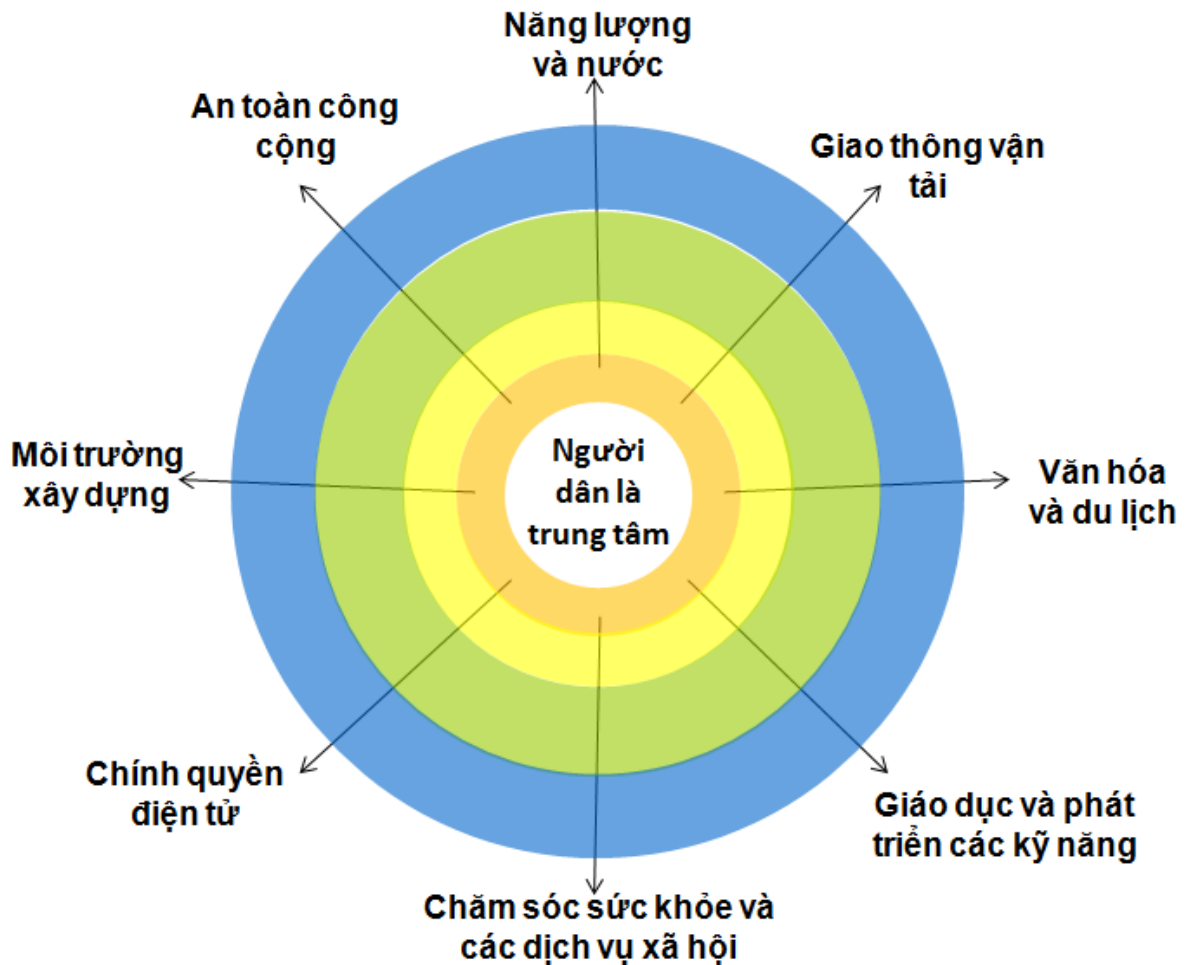 Năng lượng
và nước
An toàn công
cộng
Giao thông vận
tải
Môi trường
xây dựng
Người
dân là
trung tâm
Văn hóa
và du lịch
Chính quyền
điện tử
Giáo dục và phát
triển các kỹ năng
Chăm sóc sức khỏe và
các dịch vụ xã hội